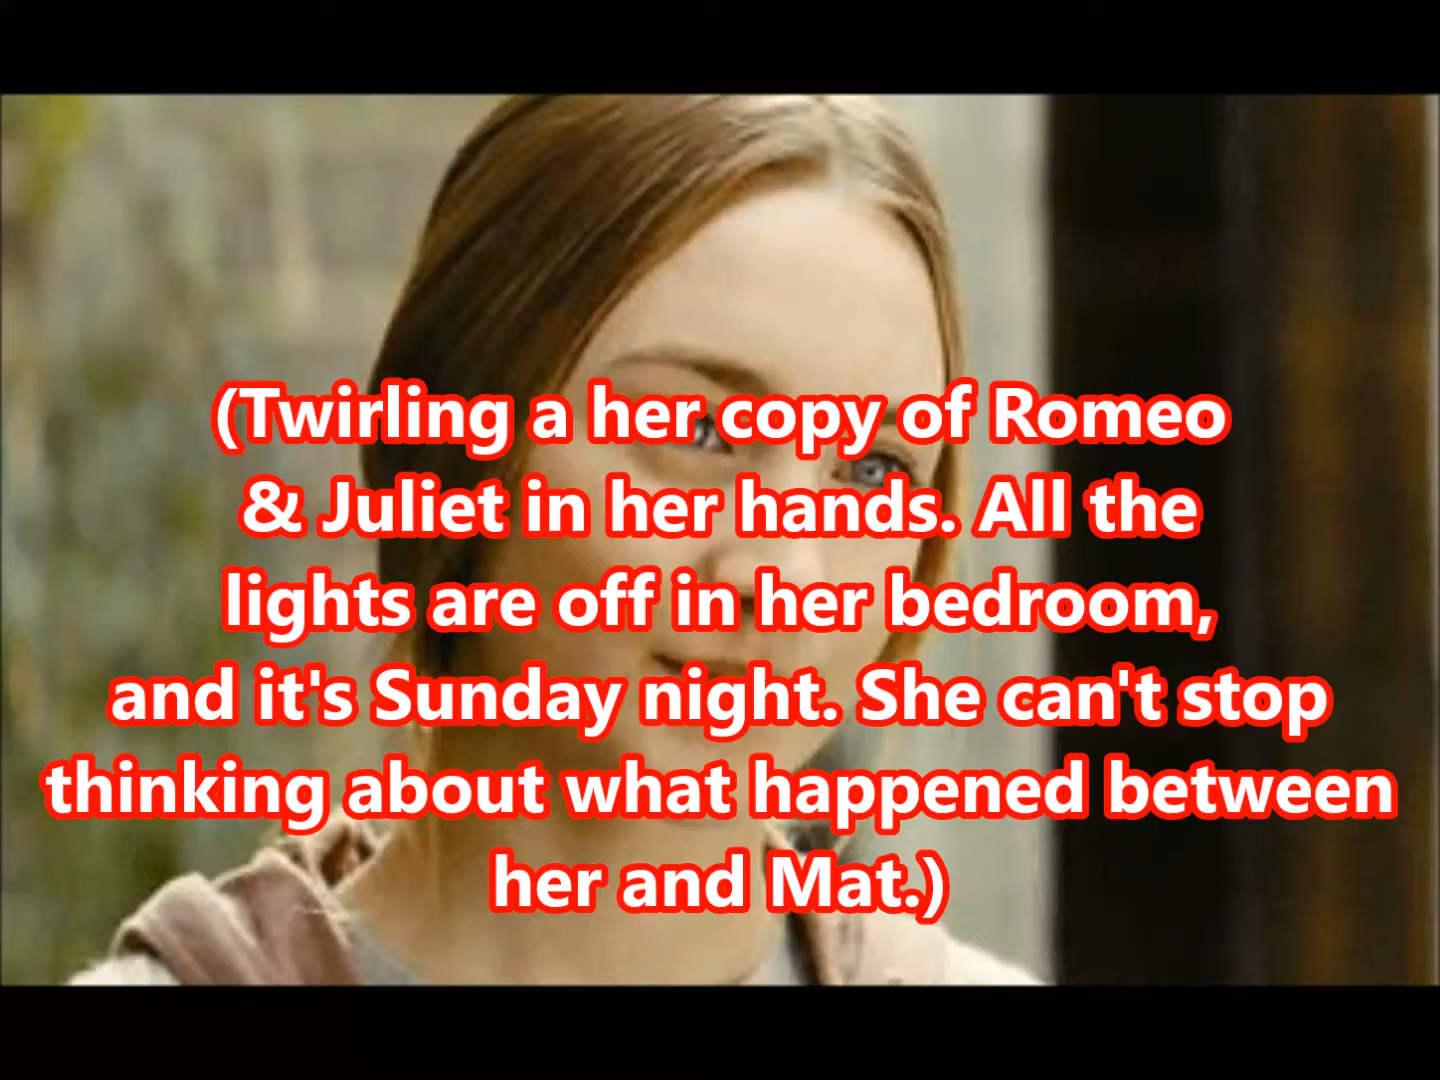 (Twirling a her copy of Romeo
& Juliet in her hands. All the
lights are off in her bedroom,
and it's Sunday night. She can't stop
thinking about what happened between
her and Mat.)